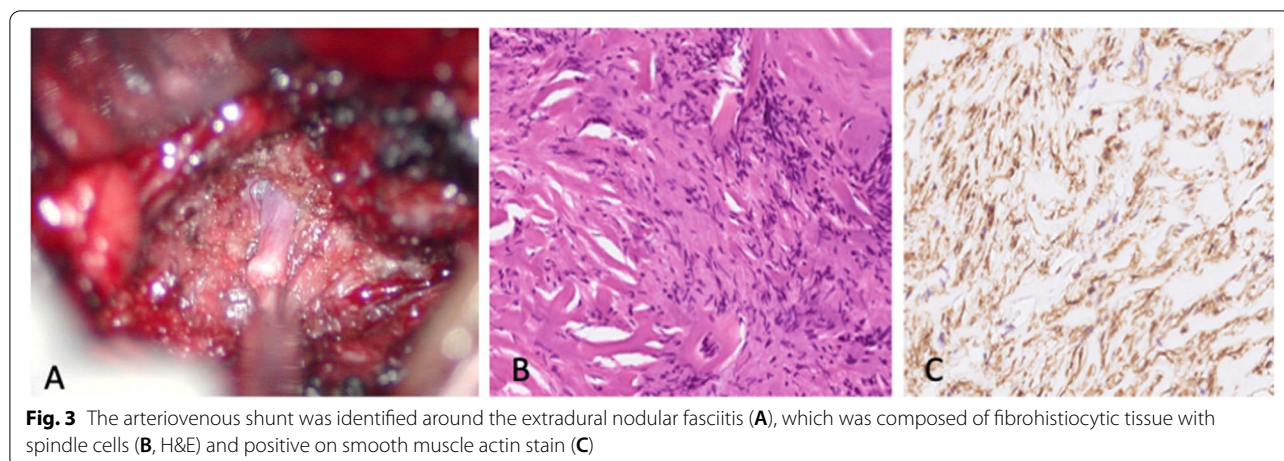 A
B
C
Fig. 3 The arteriovenous shunt was identified around the extradural nodular fasciitis (A), which was composed of fibrohistiocytic tissue with
spindle cells (B, H&E) and positive on smooth muscle actin stain (C)